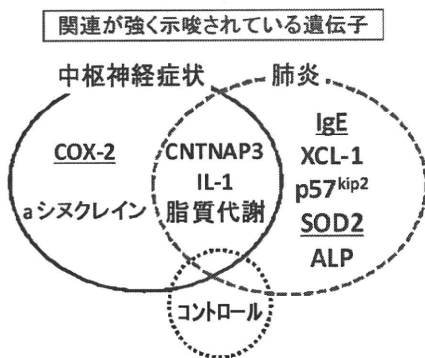 関連が強く示唆されている遺伝子
中枢神経症状
肺炎
COX-2
aシヌクレイン
CNTNAP3
IL-1
脂質代謝
IgE
XCL-1
p57kip2
SOD2
ALP
コントロール